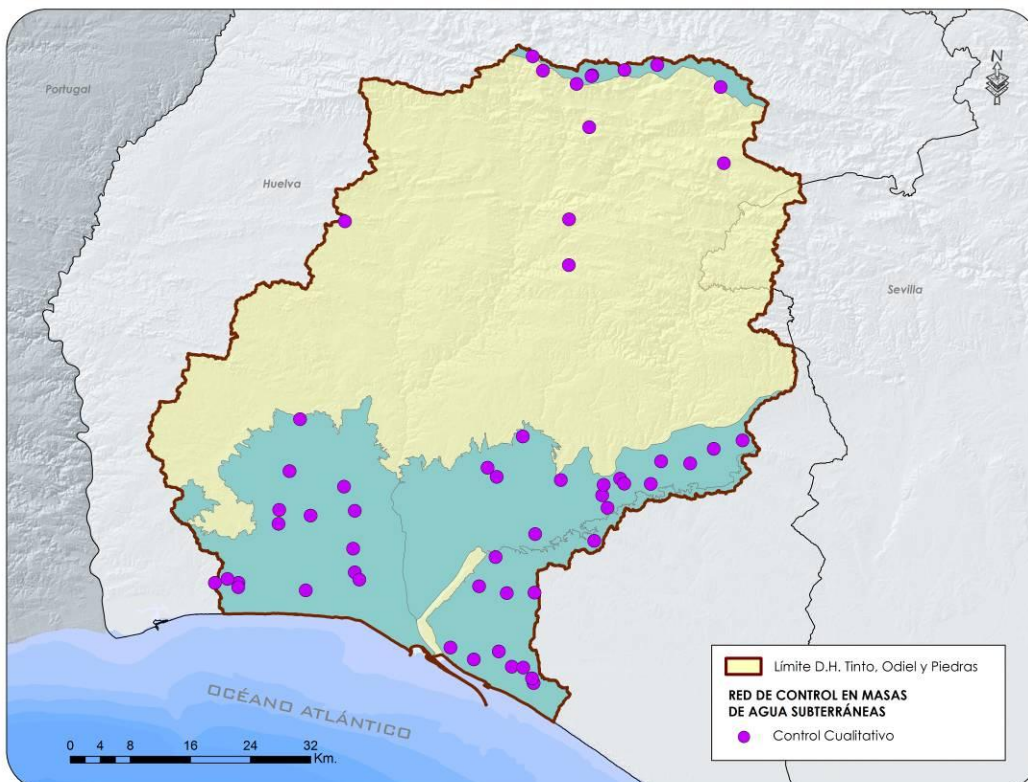 Portugal
N
Huelva
Sevilla
OCÉANO ATLÁNTICO
0 4 8 16 24 32
Km.
Límite D.H. Tinto, Odiel y Piedras
RED DE CONTROL EN MASAS
DE AGUA SUBTERRÁNEAS
Control Cualitativo